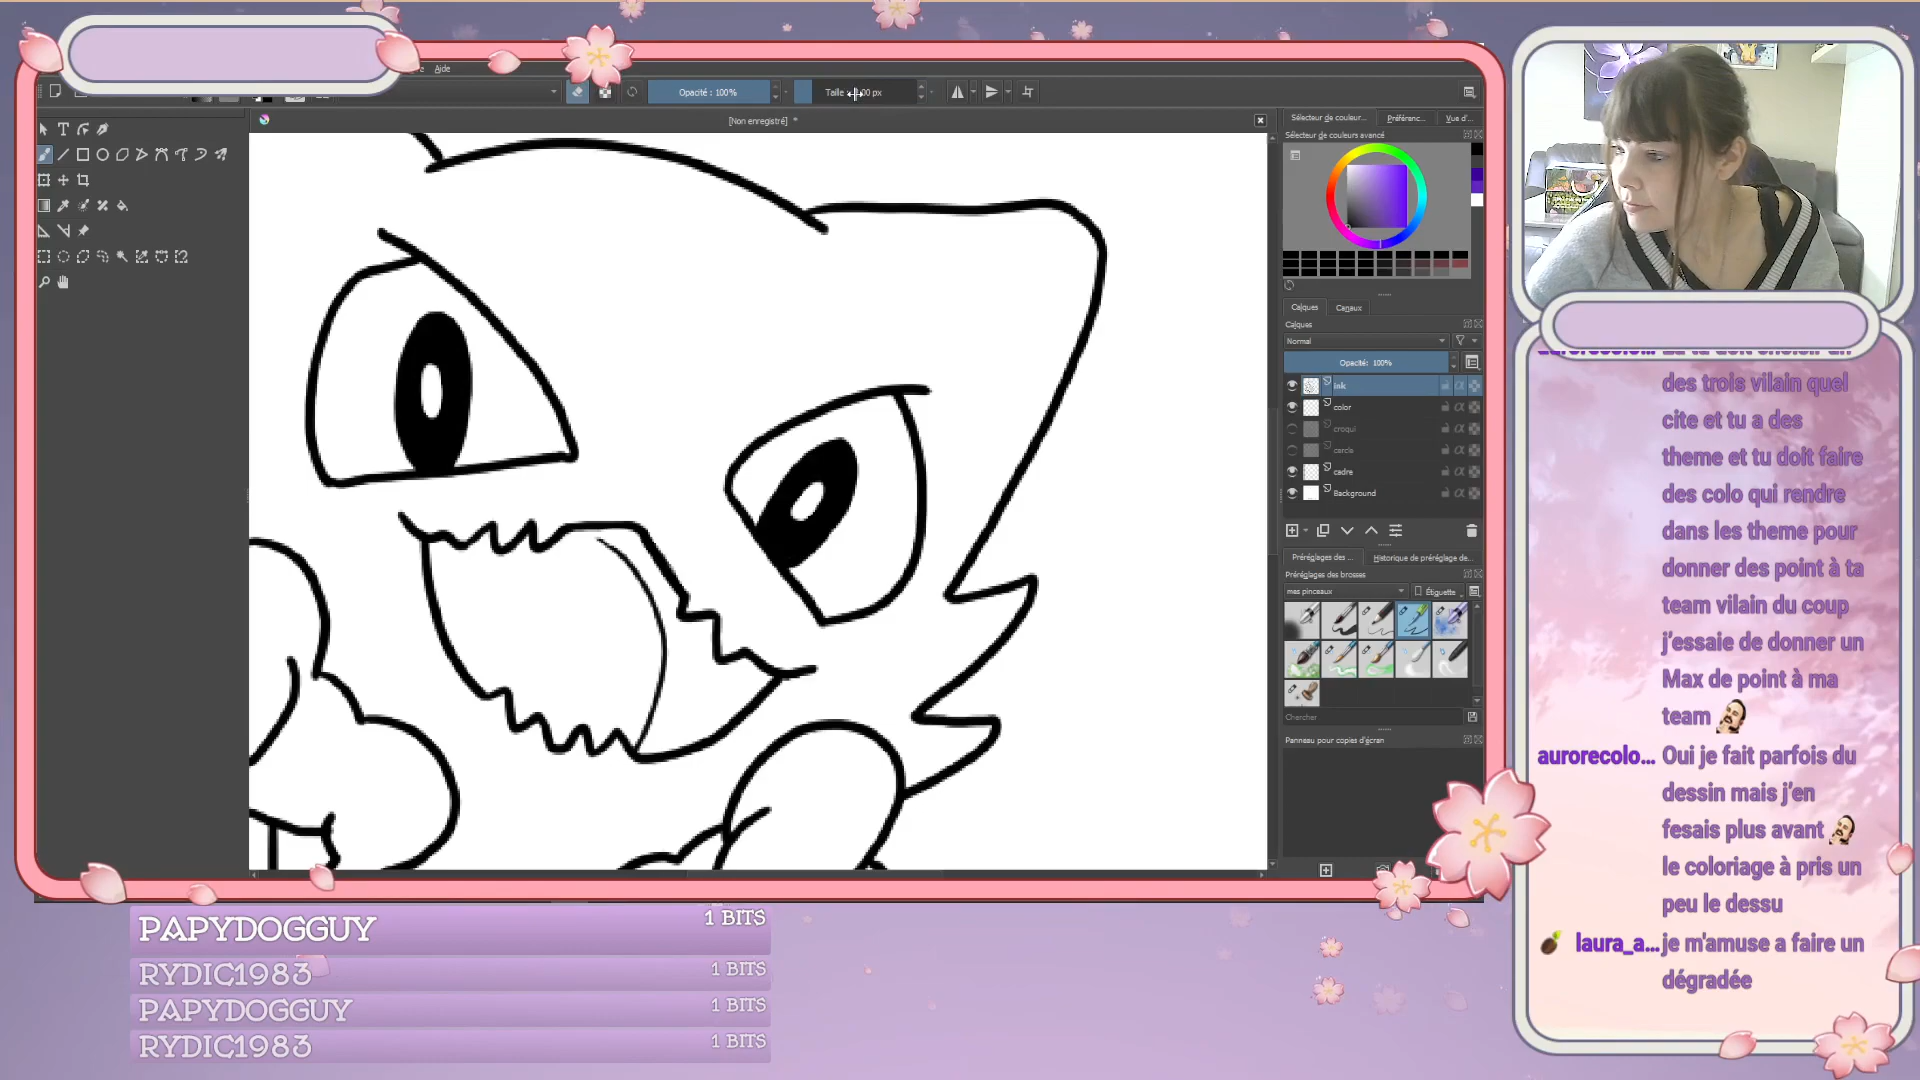 Aide
Opacité : 100%
[Non enregistré] *
Sélecteur de couleur...
Préférenc...
Vue d'...
Sélecteur de couleurs avancé
Calques
Canaux
Calques
Normal
Opacité: 100%
ink
color
croqui
cercle
cadre
Background
Préréglages des ...
Historique de préréglage de...
Préréglages des brosses
mes pinceaux
Étiquette
Chercher
Panneau pour copies d'écran
des trois vilain quel
cite et tu a des
theme et tu doit faire
des colo qui rendre
dans les theme pour
donner des point à ta
team vilain du coup
j'essaie de donner un
Max de point à ma
team
aurorecolo... Oui je fait parfois du
dessin mais j'en
fesais plus avant
le coloriage à pris un
peu le dessu
laura_a... je m'amuse a faire un
dégradée
PAPYDOGGUY 1 BITS
RYDIC1983 1 BITS
PAPYDOGGUY 1 BITS
RYDIC1983 1 BITS